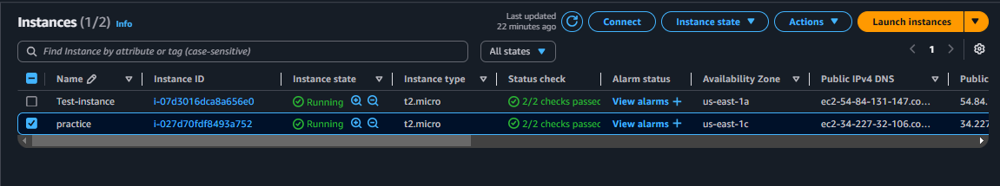 Instances (1/2) Info
Last updated
22 minutes ago
Connect
Instance state
Actions
Launch instances
Find Instance by attribute or tag (case-sensitive)
All states
1
Name Instance ID Instance state Instance type Status check Alarm status Availability Zone Public IPv4 DNS Public
Test-instance i-07d3016dca8a656e0 Running t2.micro 2/2 checks passed View alarms + us-east-1a ec2-54-84-131-147.co... 54.84.
practice i-027d70fdf8493a752 Running t2.micro 2/2 checks passed View alarms + us-east-1c ec2-34-227-32-106.co... 34.227